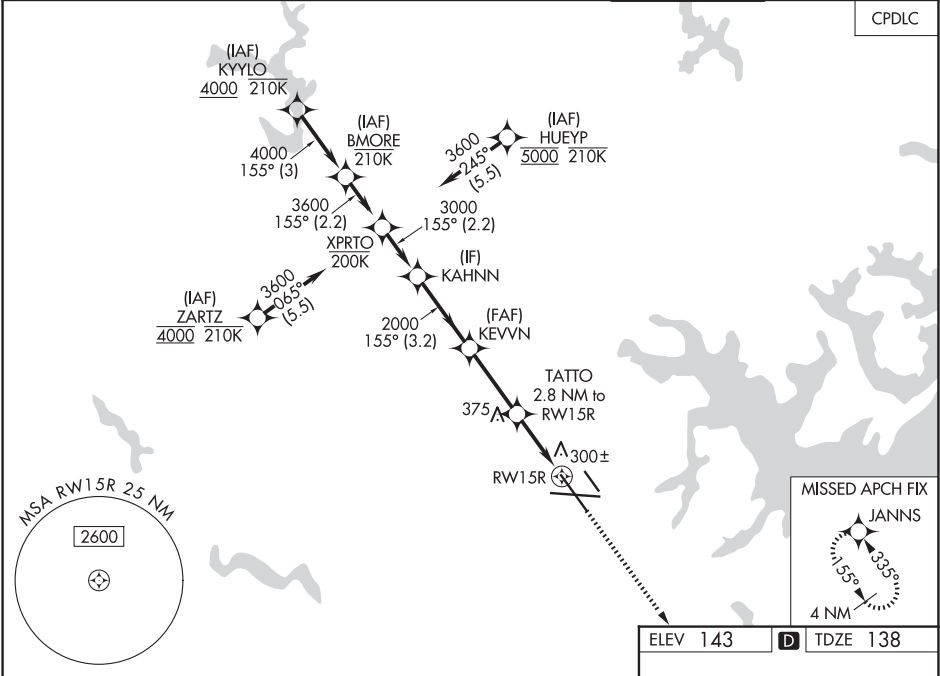 CPDLC
(IAF)
KYYLO
4000 210K
(IAF)
BMORE
210K
(IAF)
HUEYP
5000 210K
3600
245°
(5.5)
4000
155° (3)
3600
155° (2.2)
3000
155° (2.2)
XPRTO
200K
(IF)
KAHNN
(IAF)
ZARTZ
4000 210K
3600
065°
(5.5)
2000
155° (3.2)
(FAF)
KEVVN
TATTO
2.8 NM to
RW15R
375
300±
RW15R
MSA RW15R 25 NM
2600
MISSED APCH FIX
JANNS
155°
335°
4 NM
ELEV 143
D
TDZE 138